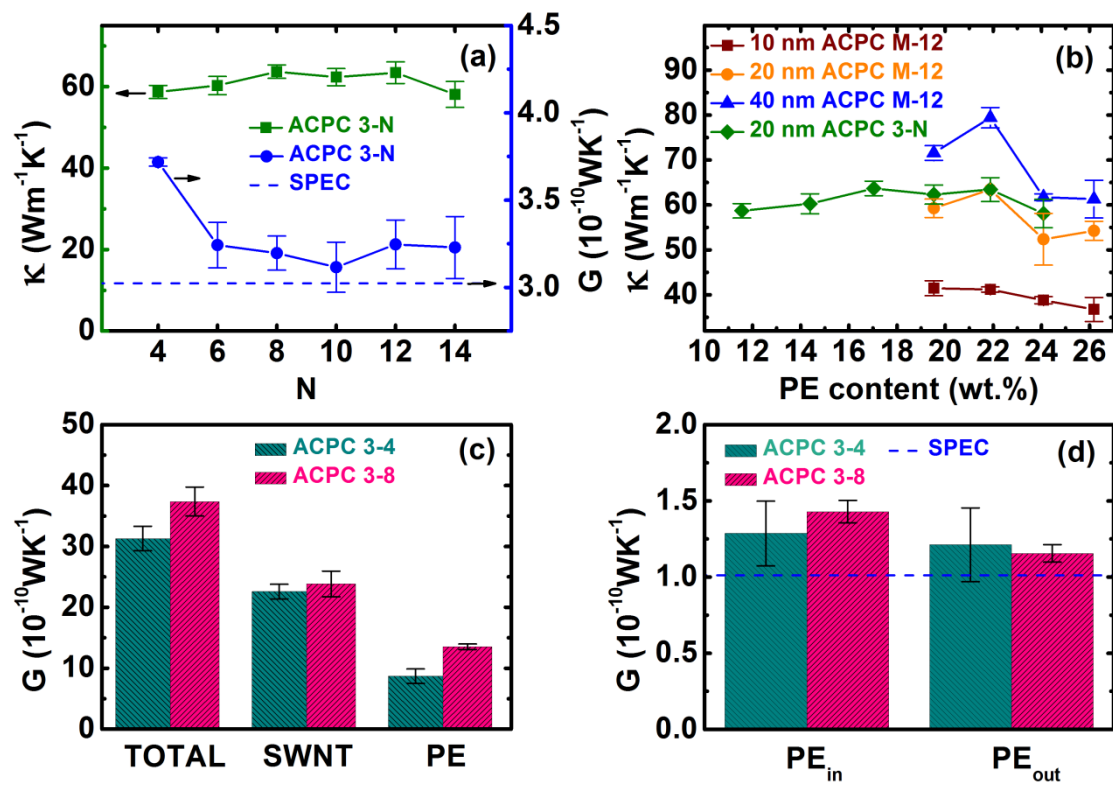 (a)
κ (Wm⁻¹K⁻¹)
60
40
20
0
ACPC 3-N
ACPC 3-N
SPEC
4.5
4.0
3.5
3.0
G (10⁻¹⁰WK⁻¹)
4 6 8 10 12 14
N
(b)
10 nm ACPC M-12
20 nm ACPC M-12
40 nm ACPC M-12
20 nm ACPC 3-N
κ (Wm⁻¹K⁻¹)
90
80
70
60
50
40
10 12 14 16 18 20 22 24 26
PE content (wt.%)
(c)
ACPC 3-4
ACPC 3-8
G (10⁻¹⁰WK⁻¹)
50
40
30
20
10
0
TOTAL SWNT PE
(d)
ACPC 3-4 SPEC
ACPC 3-8
G (10⁻¹⁰WK⁻¹)
2.0
1.5
1.0
0.5
0.0
PEin PEout